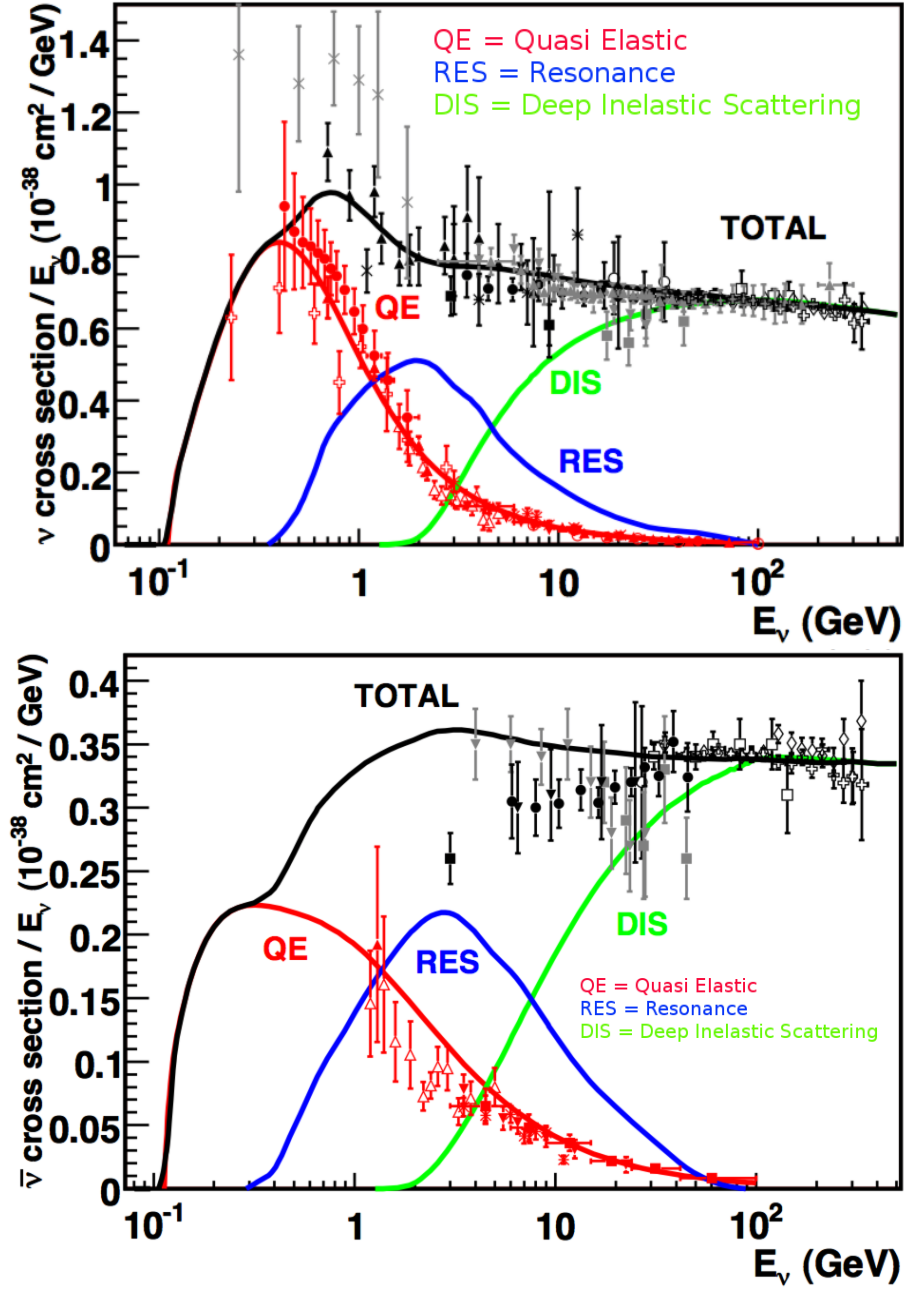 QE = Quasi Elastic
RES = Resonance
DIS = Deep Inelastic Scattering
ν cross section / E_ν (10⁻³⁸ cm² / GeV)
1.4
1.2
1
0.8
0.6
0.4
0.2
0
TOTAL
QE
DIS
RES
10⁻¹
1
10
10²
E_ν (GeV)
ν̅ cross section / E_ν (10⁻³⁸ cm² / GeV)
0.4
0.35
0.3
0.25
0.2
0.15
0.1
0.05
0
TOTAL
QE
RES
DIS
QE = Quasi Elastic
RES = Resonance
DIS = Deep Inelastic Scattering
10⁻¹
1
10
10²
E_ν (GeV)